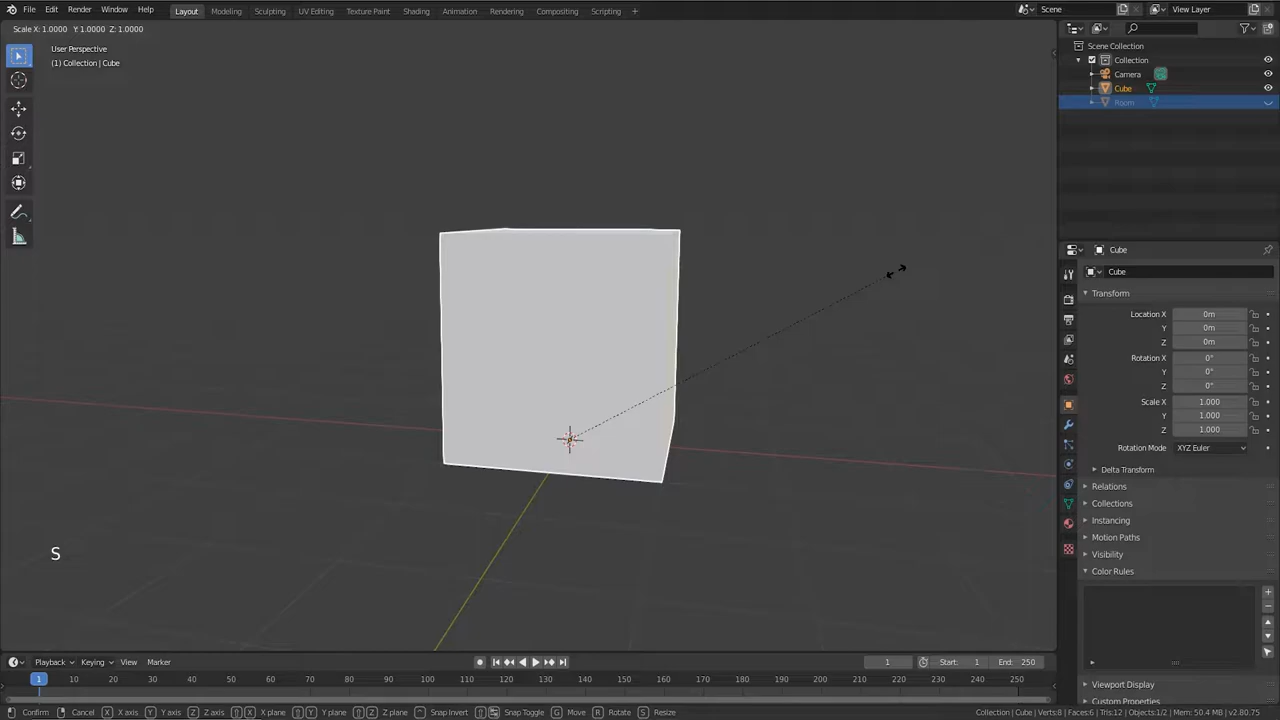 File Edit Render Window Help Layout Modeling Sculpting UV Editing Texture Paint Shading Animation Rendering Compositing Scripting + Scene View Layer
Scale X: 1.0000 Y: 1.0000 Z: 1.0000
User Perspective
(1) Collection | Cube
Scene Collection
Collection
Camera
Cube
Room
Cube
Cube
Transform
Location X 0m
Y 0m
Z 0m
Rotation X 0°
Y 0°
Z 0°
Scale X 1.000
Y 1.000
Z 1.000
Rotation Mode XYZ Euler
Delta Transform
Relations
Collections
Instancing
Motion Paths
Visibility
Color Rules
S
Viewport Display
Custom Properties
Playback Keying View Marker 1 Start: 1 End: 250
1 10 20 30 40 50 60 70 80 90 100 110 120 130 140 150 160 170 180 190 200 210 220 230 240 250
Confirm Cancel X X axis Y Y axis Z Z axis X X plane Y Y plane Z Z plane Snap Invert Snap Toggle G Move R Rotate S Resize Collection | Cube | Verts:8 | Faces:6 | Tris:12 | Objects:1/2 | Mem: 50.4 MB | v2.80.75